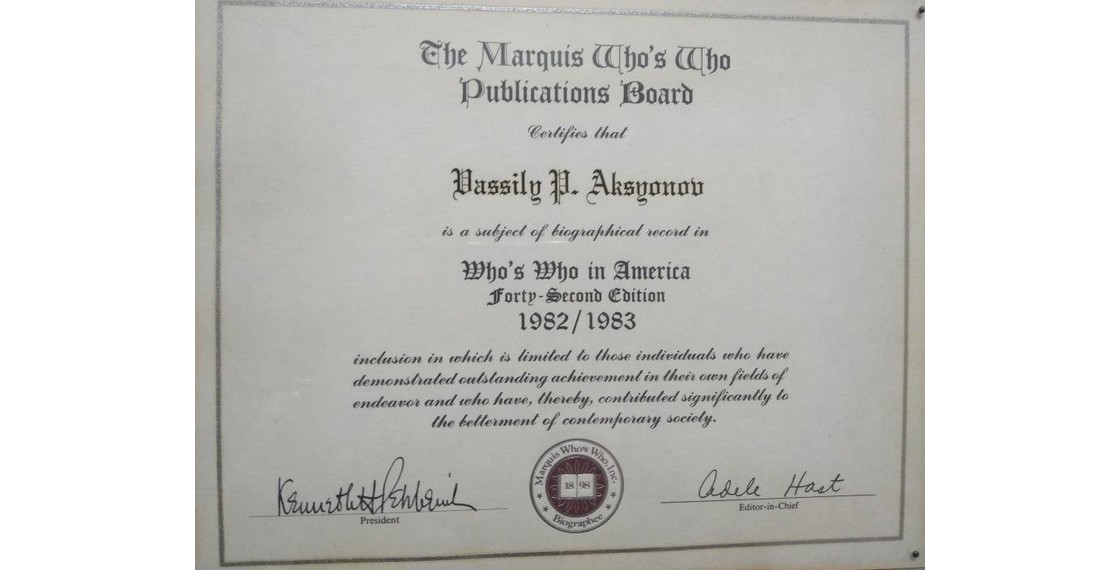 The Marquis Who's Who
Publications Board
Certifies that
Vassily P. Aksyonov
is a subject of biographical record in
Who's Who in America
Forty-Second Edition
1982/1983
inclusion in which is limited to those individuals who have
demonstrated outstanding achievement in their own fields of
endeavor and who have, thereby, contributed significantly to
the betterment of contemporary society.
Marquis Who's Who, Inc.
18 98
Biographee
Kenneth H
President
Adele Hast
Editor-in-Chief